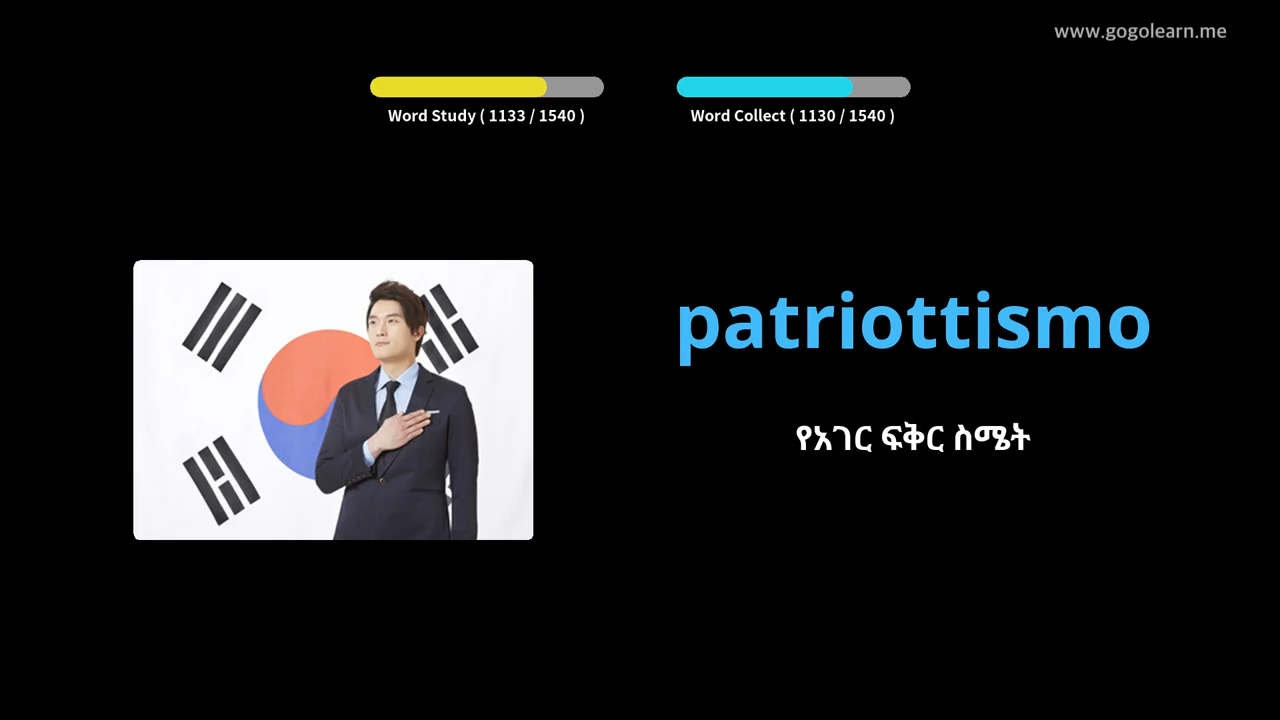 www.gogolearn.me
Word Study ( 1133 / 1540 )
Word Collect ( 1130 / 1540 )
patriottismo
የአገር ፍቅር ስሜት